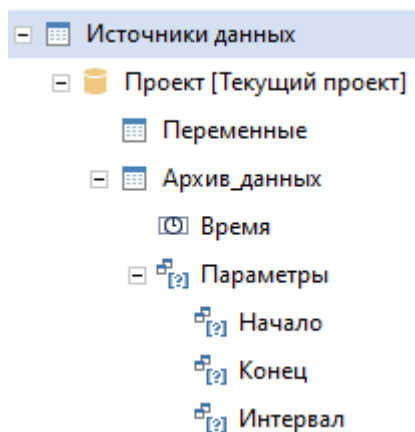 Источники данных
Проект [Текущий проект]
Переменные
Архив_данных
Время
Параметры
[?] Начало
[?] Конец
[?] Интервал